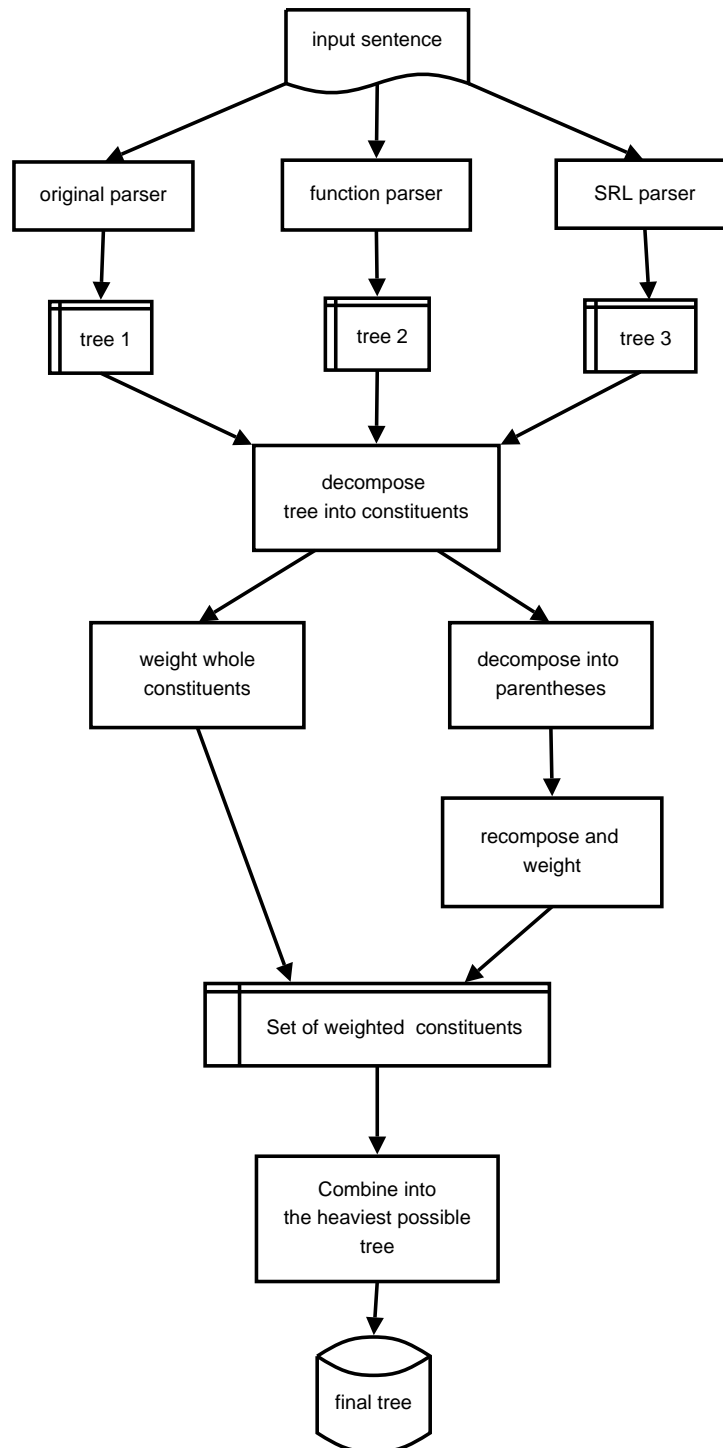 input sentence
original parser
function parser
SRL parser
tree 1
tree 2
tree 3
decompose
tree into constituents
weight whole
constituents
decompose into
parentheses
recompose and
weight
Set of weighted constituents
Combine into
the heaviest possible
tree
final tree